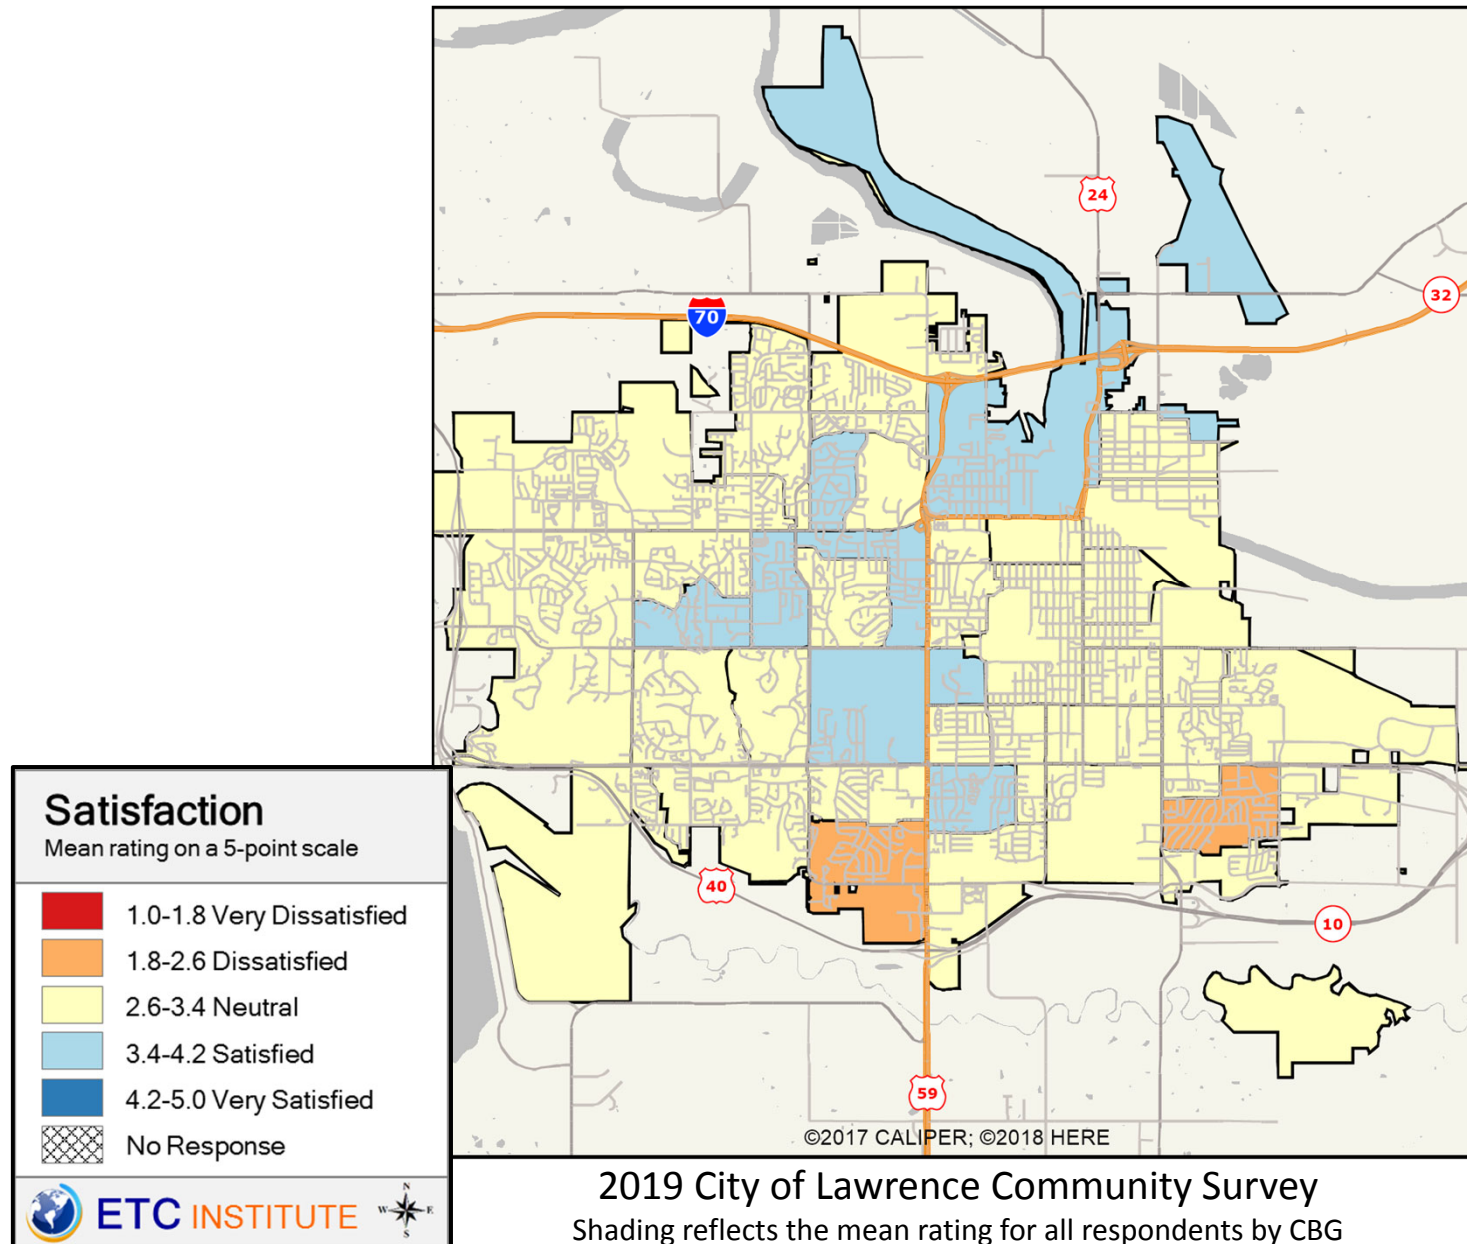 24
32
70
40
10
59
©2017 CALIPER; ©2018 HERE
Satisfaction
Mean rating on a 5-point scale
1.0-1.8 Very Dissatisfied
1.8-2.6 Dissatisfied
2.6-3.4 Neutral
3.4-4.2 Satisfied
4.2-5.0 Very Satisfied
No Response
ETC INSTITUTE
N
W E
S
2019 City of Lawrence Community Survey
Shading reflects the mean rating for all respondents by CBG